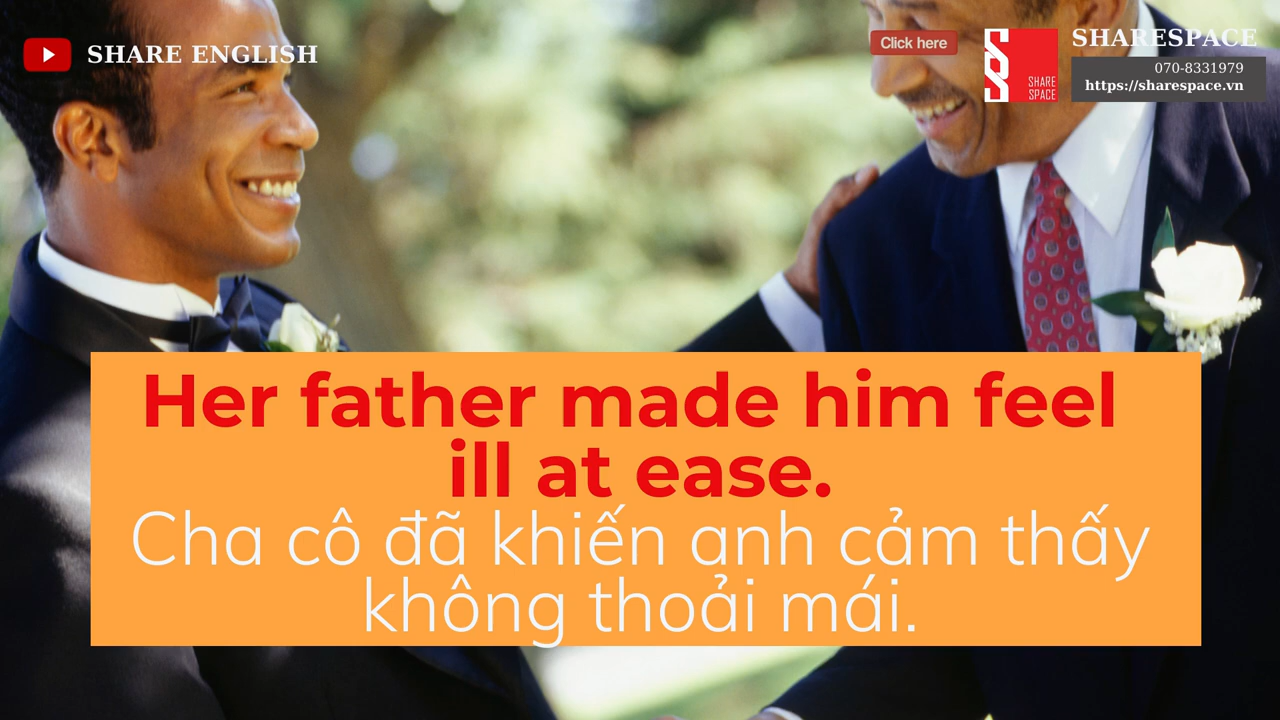 SHARE ENGLISH
Click here
SHARE
SPACE
SHARESPACE
070-8331979
https://sharespace.vn
Her father made him feel
ill at ease.
Cha cô đã khiến anh cảm thấy
không thoải mái.